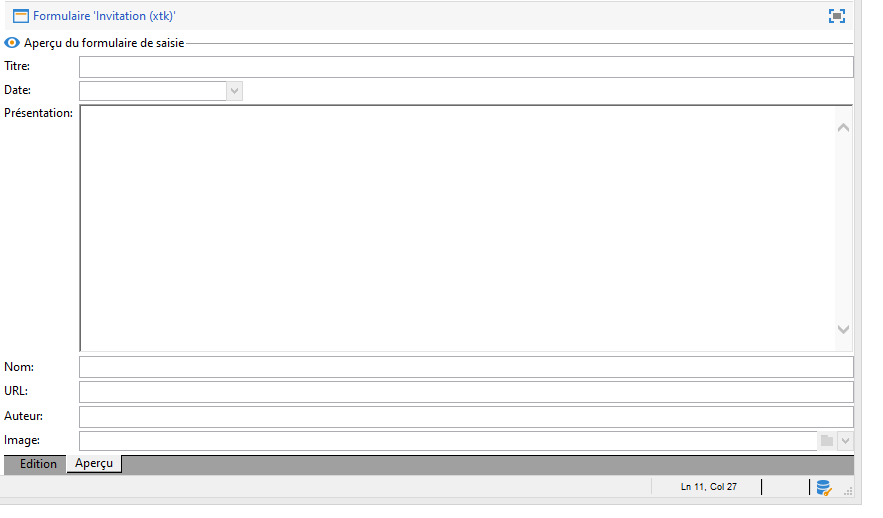 Formulaire 'Invitation (xtk)'
Aperçu du formulaire de saisie
Titre:
Date:
Présentation:
Nom:
URL:
Auteur:
Image:
Edition Aperçu
Ln 11, Col 27